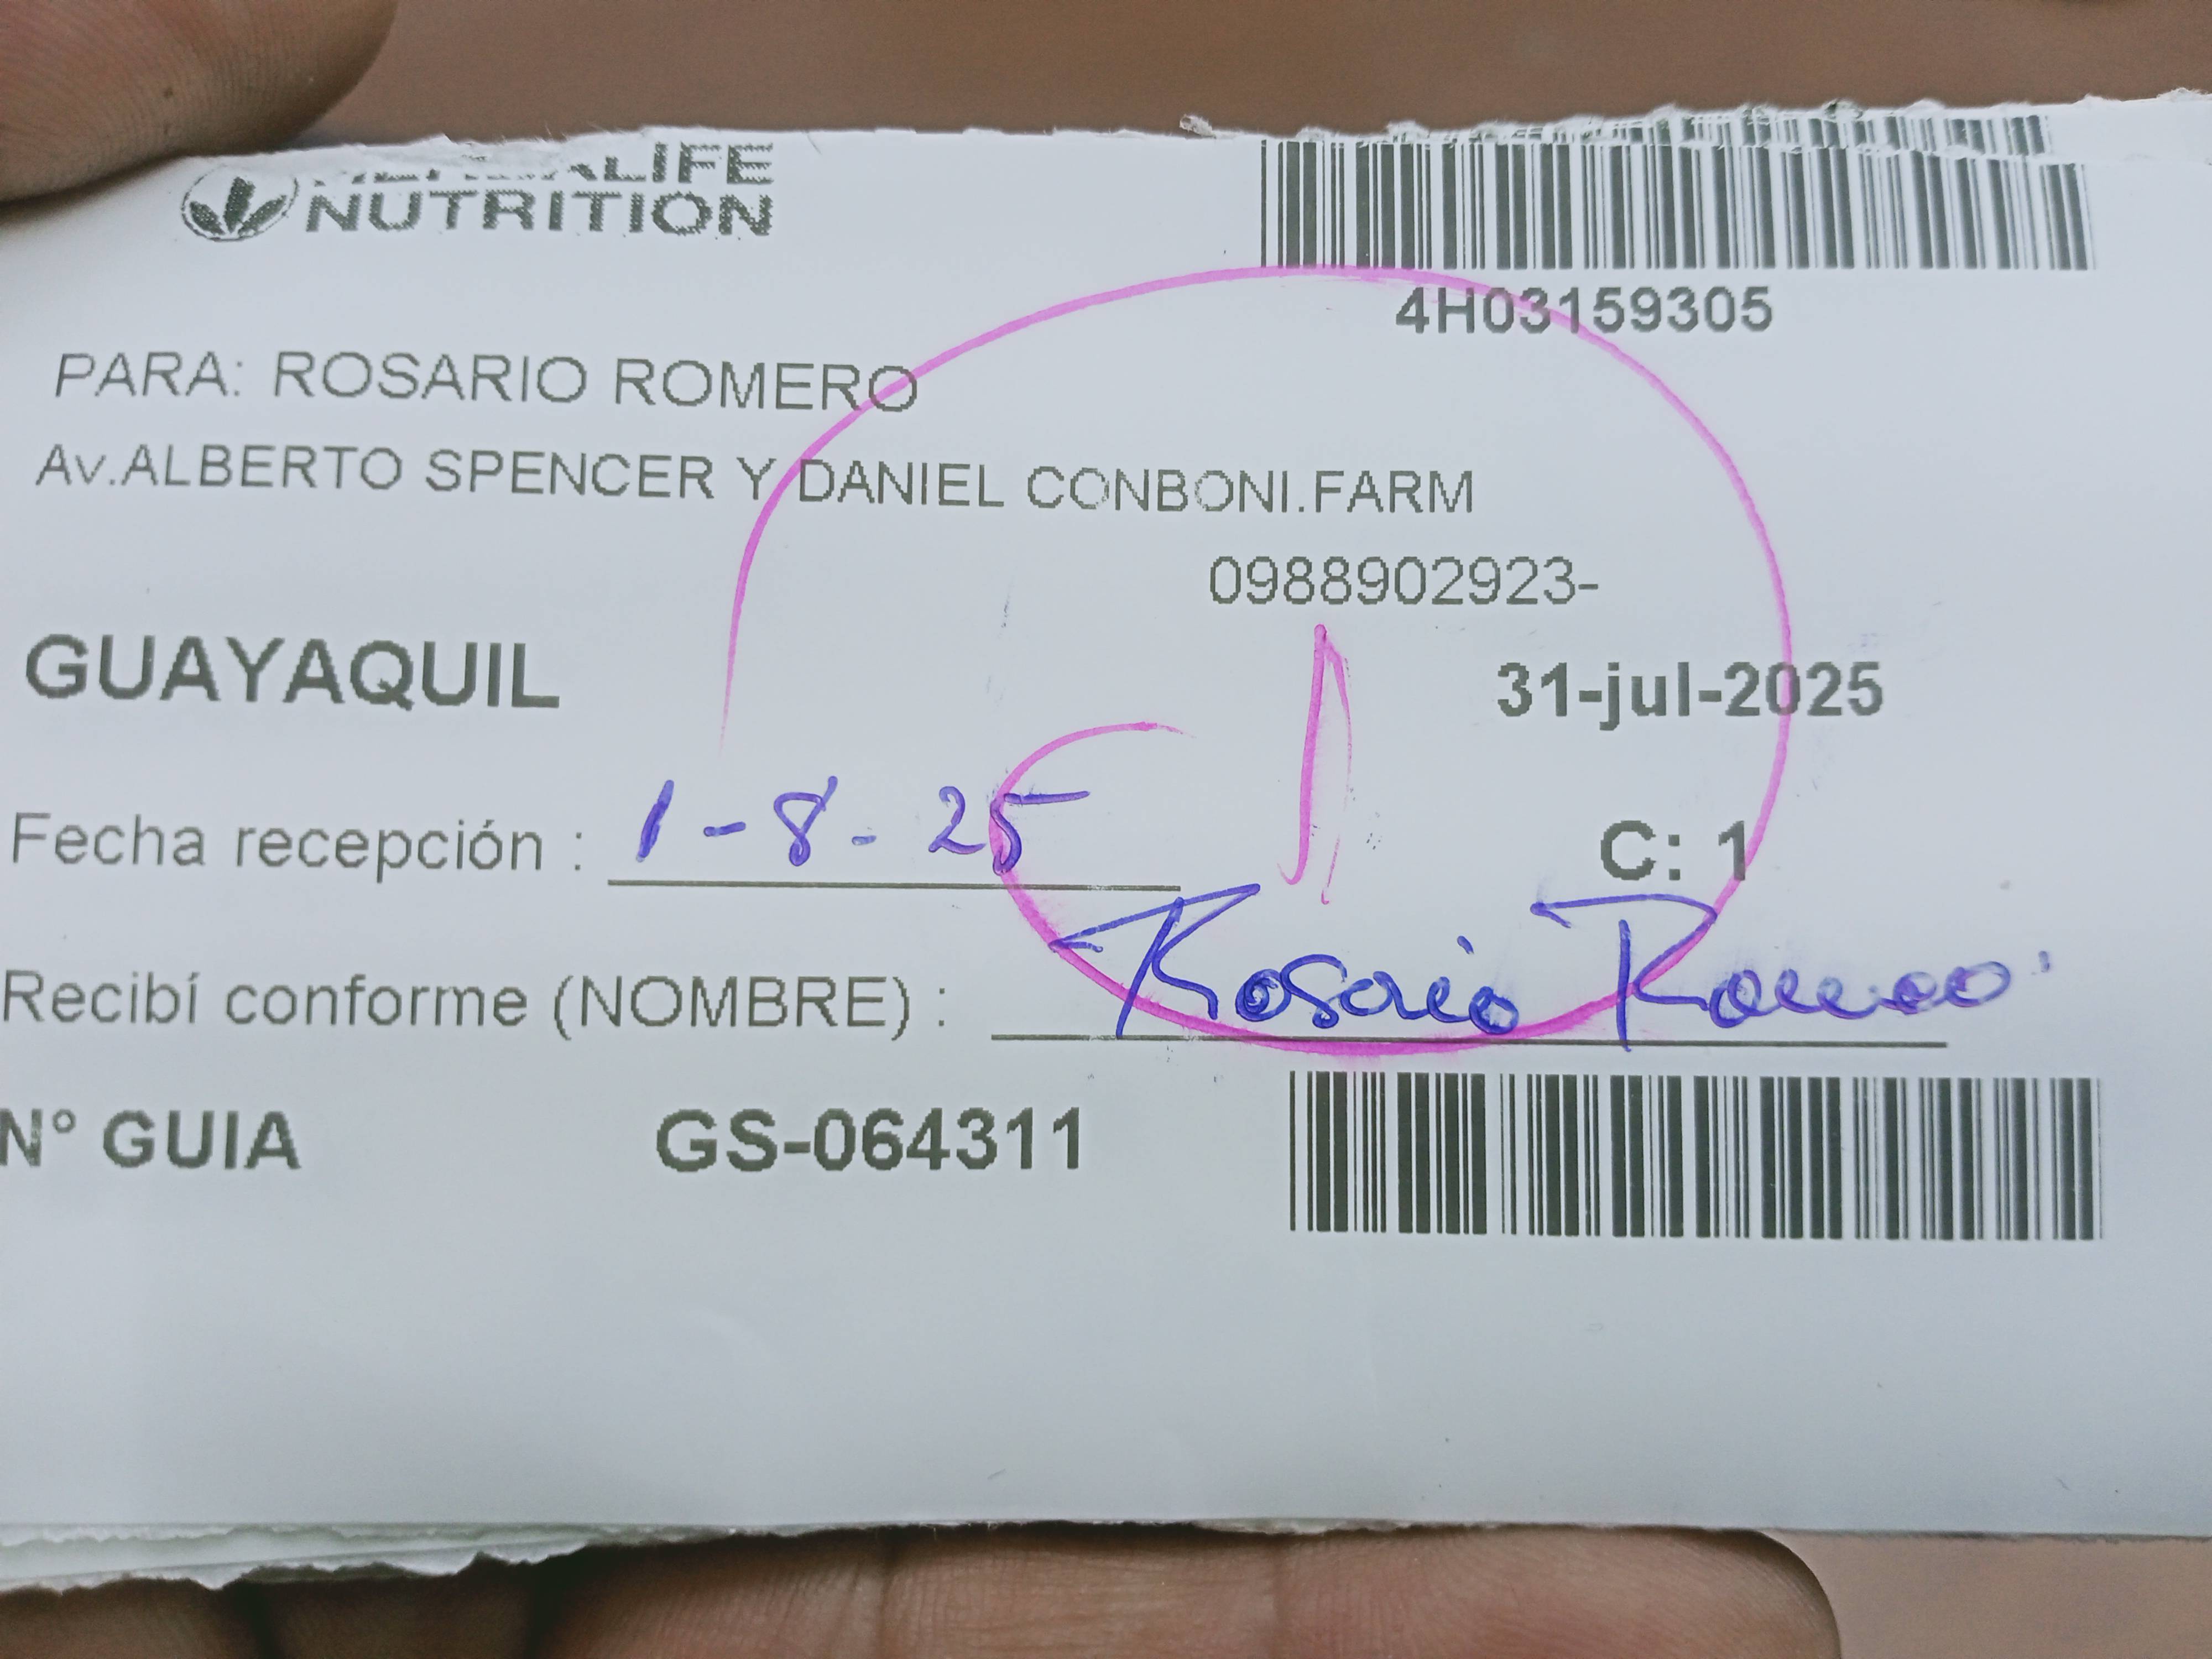 NUTRITION
4H03159305
PARA: ROSARIO ROMERO
Av.ALBERTO SPENCER Y DANIEL CONBONI.FARM
0988902923-
GUAYAQUIL
31-jul-2025
Fecha recepción : 1-8-25
C: 1
Recibí conforme (NOMBRE) : Rosario Romero
N° GUIA GS-064311